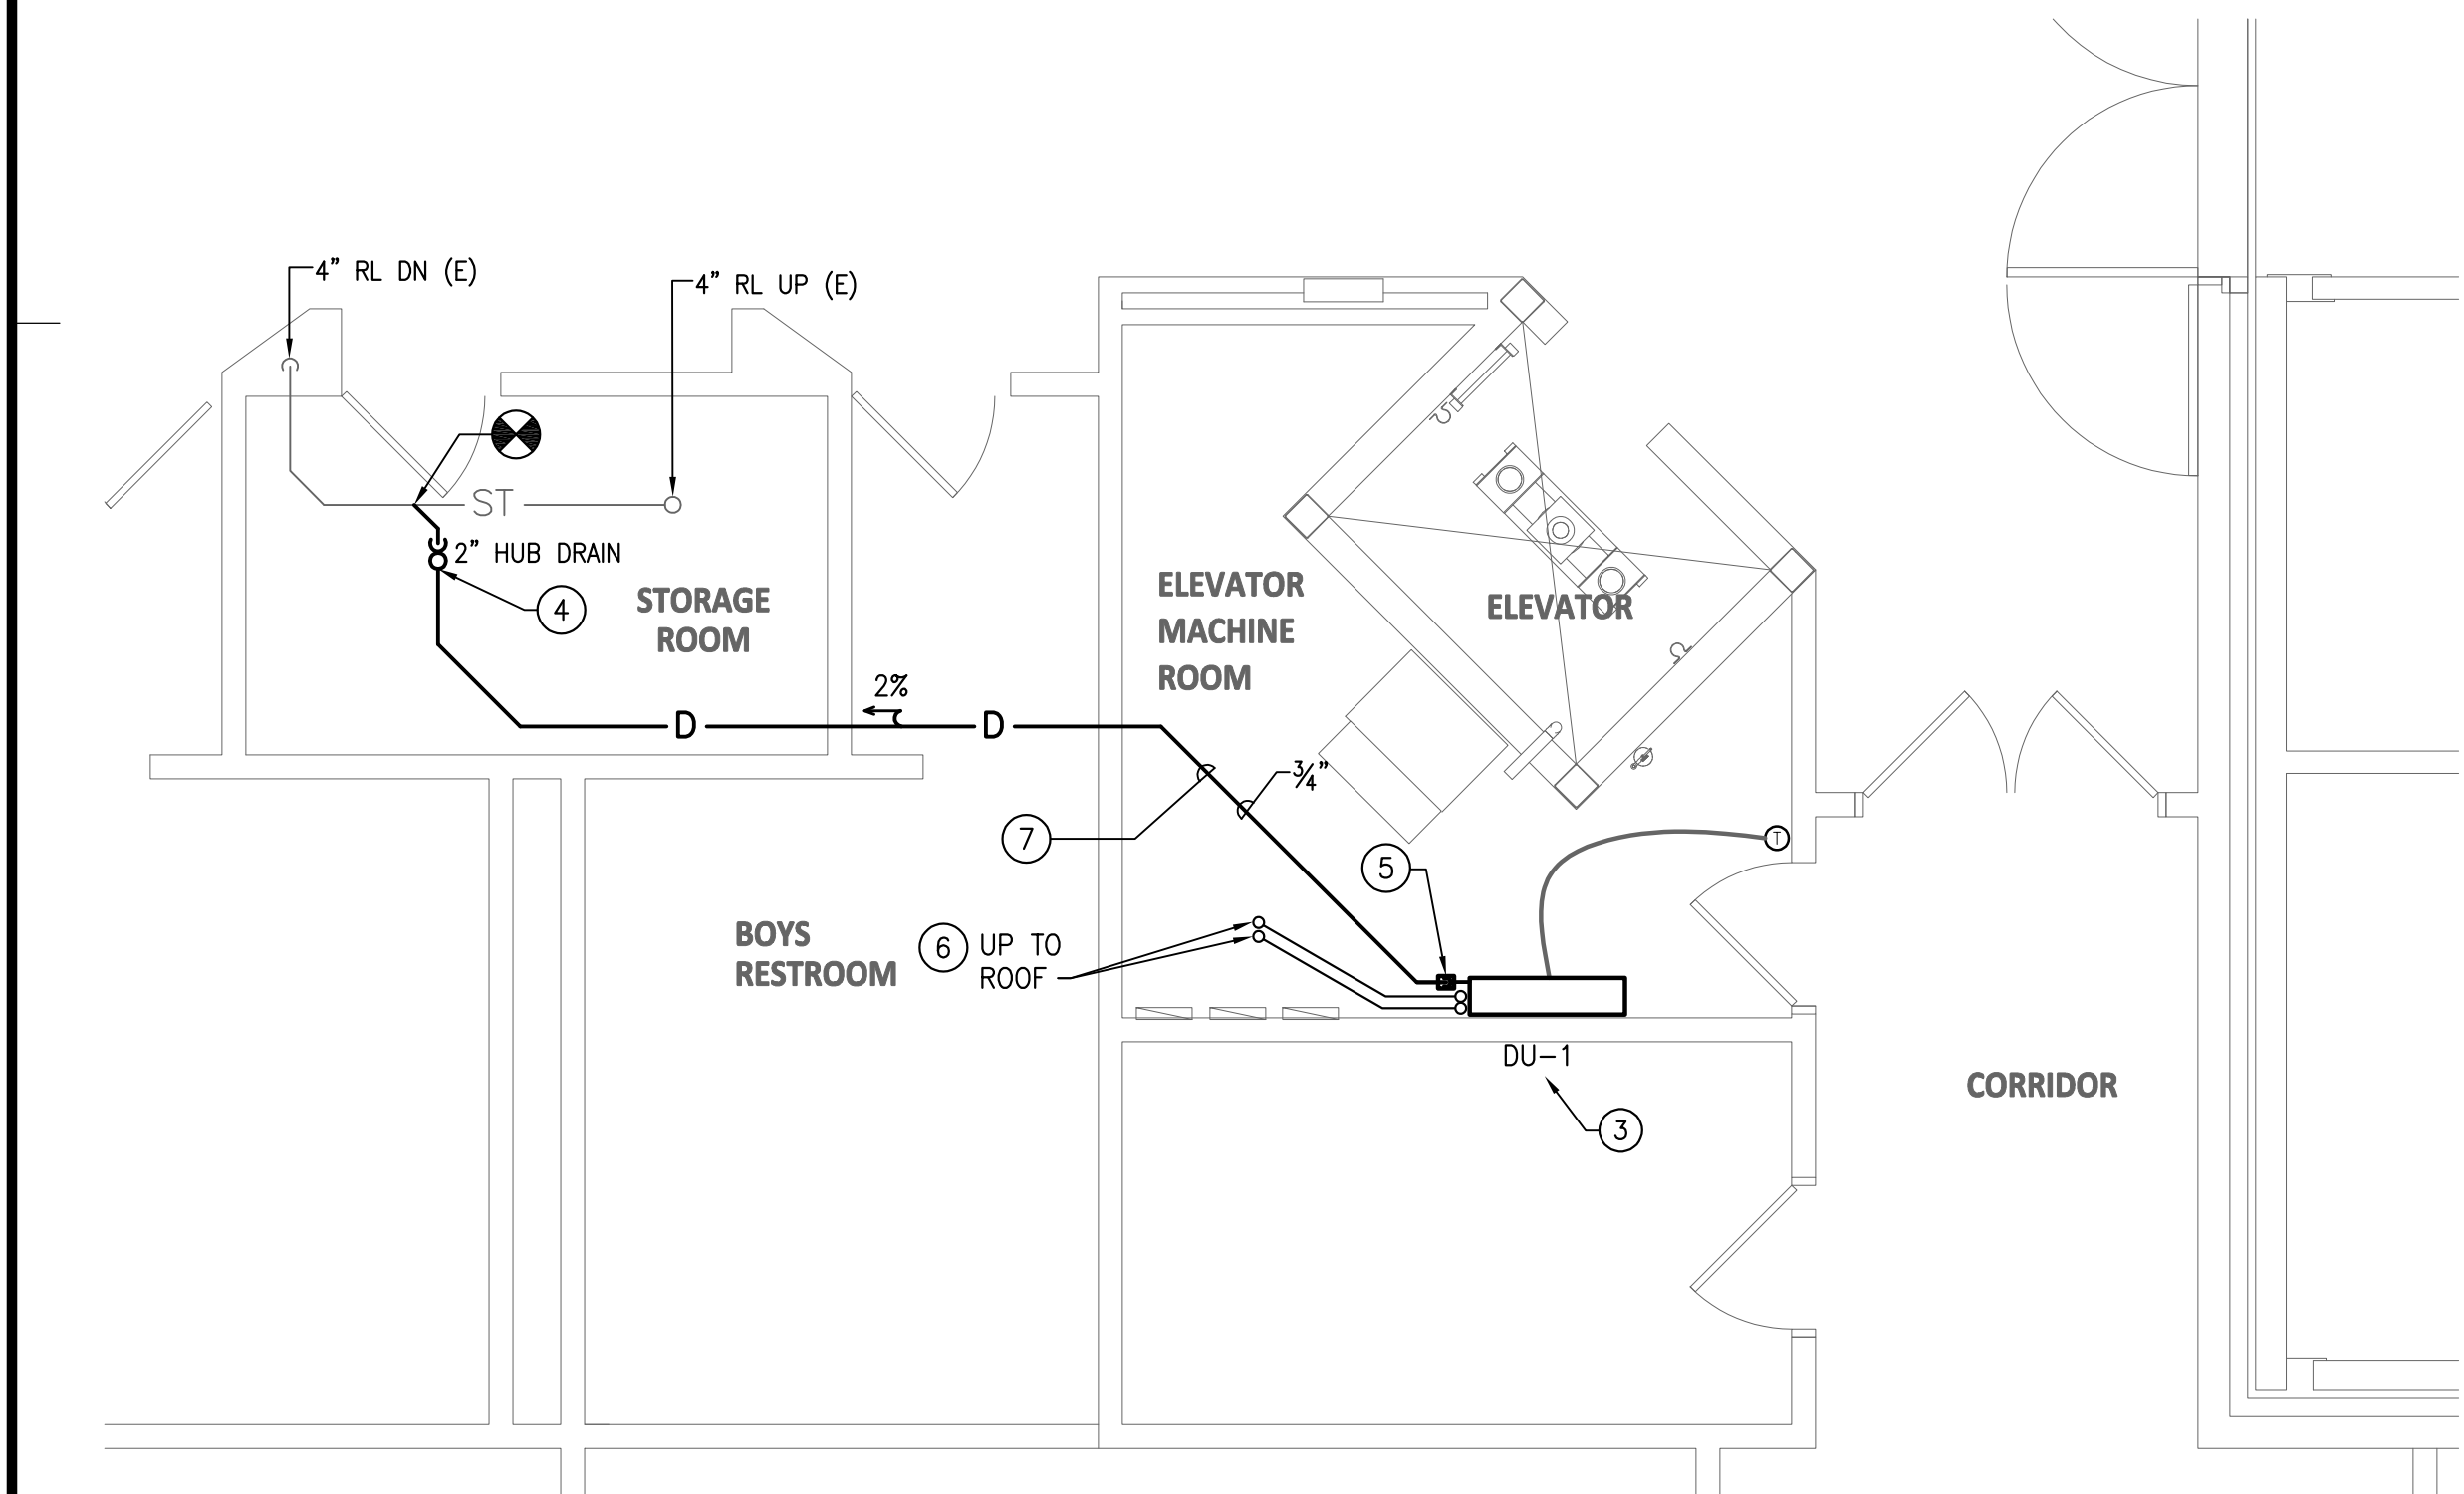 4" RL DN (E)
4" RL UP (E)
ST
2" HUB DRAIN
4
STORAGE
ROOM
ELEVATOR
MACHINE
ROOM
ELEVATOR
2%
D
D
3/4"
7
T
5
BOYS
RESTROOM
6
UP TO
ROOF
DU-1
3
CORRIDOR